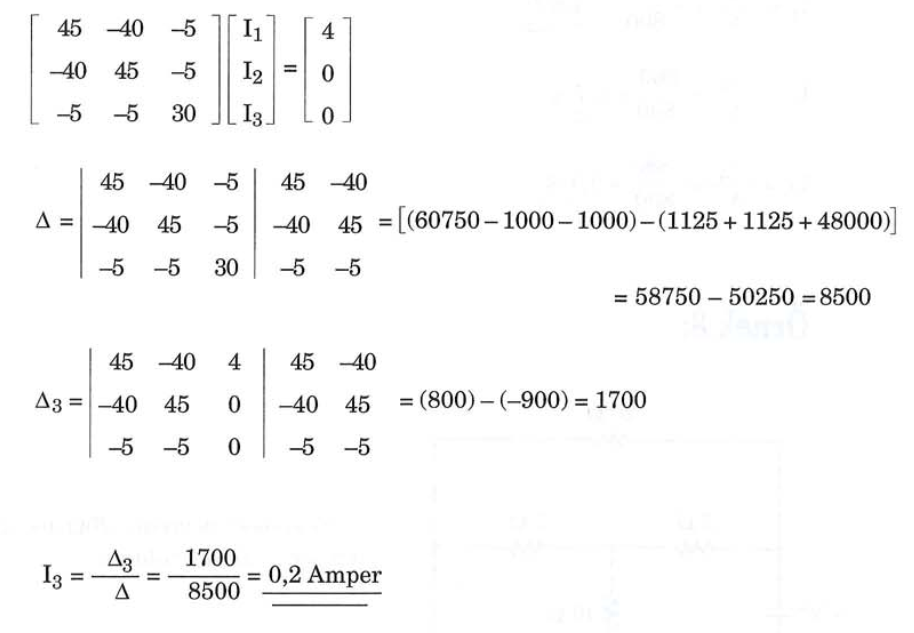 [ 45 –40 –5 ] [ I1 ] [ 4 ]
[ –40 45 –5 ] [ I2 ] = [ 0 ]
[ –5 –5 30 ] [ I3 ] [ 0 ]
| 45 –40 –5 | 45 –40
Δ = | –40 45 –5 | –40 45 = [(60750 – 1000 – 1000) – (1125 + 1125 + 48000)]
| –5 –5 30 | –5 –5
= 58750 – 50250 = 8500
| 45 –40 4 | 45 –40
Δ3 = | –40 45 0 | –40 45 = (800) – (–900) = 1700
| –5 –5 0 | –5 –5
I3 = Δ3 / Δ = 1700 / 8500 = 0,2 Amper